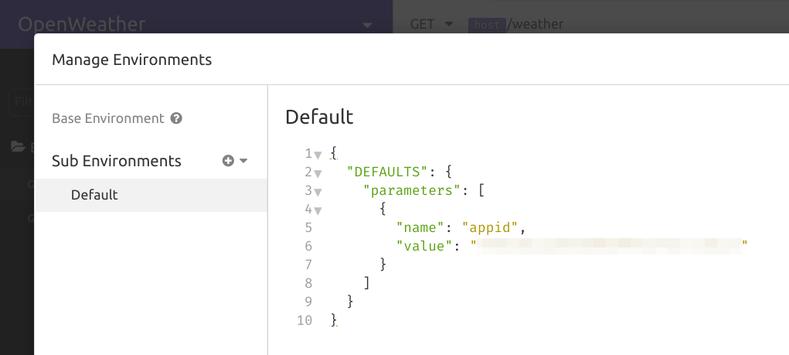 OpenWeather
GET host /weather
Manage Environments
Base Environment ?
Sub Environments
Default
Default
1 {
2 "DEFAULTS": {
3 "parameters": [
4 {
5 "name": "appid",
6 "value": " "
7 }
8 ]
9 }
10 }